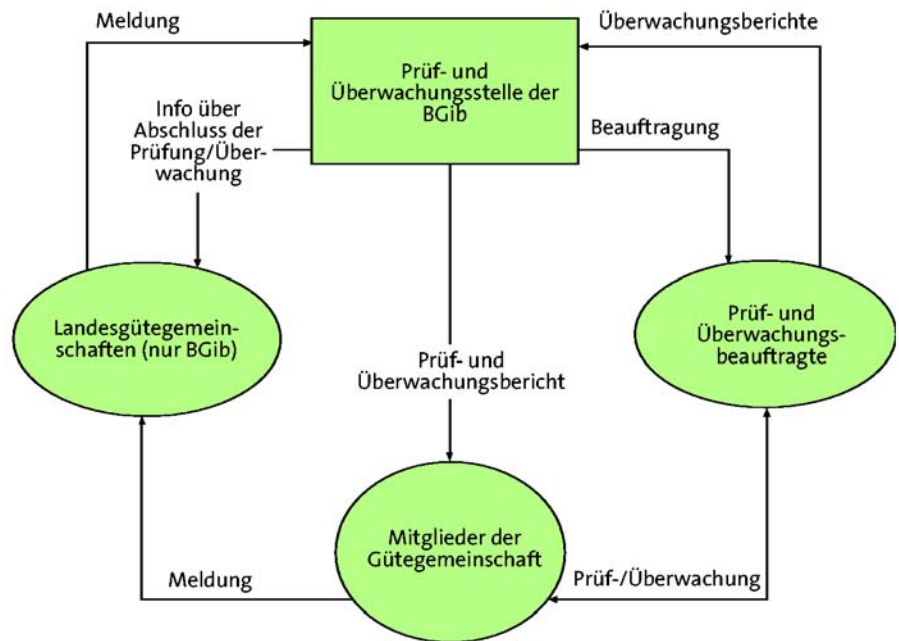 Meldung
Überwachungsberichte
Prüf- und
Überwachungsstelle der
BGib
Info über
Abschluss der
Prüfung/Über-
wachung
Beauftragung
Landesgütegemein-
schaften (nur BGib)
Prüf- und
Überwachungs-
beauftragte
Prüf- und
Überwachungsbericht
Mitglieder der
Gütegemeinschaft
Meldung
Prüf-/Überwachung